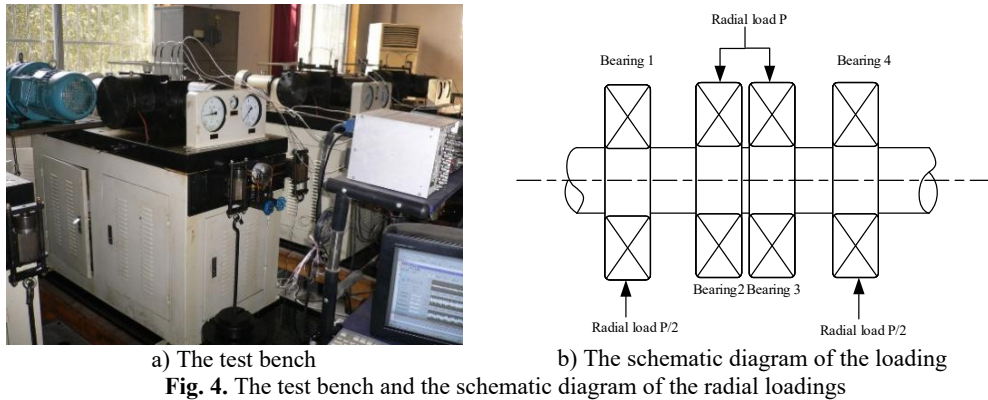 Radial load P
Bearing 1
Bearing 4
Bearing2 Bearing 3
Radial load P/2
Radial load P/2
a) The test bench
b) The schematic diagram of the loading
Fig. 4. The test bench and the schematic diagram of the radial loadings